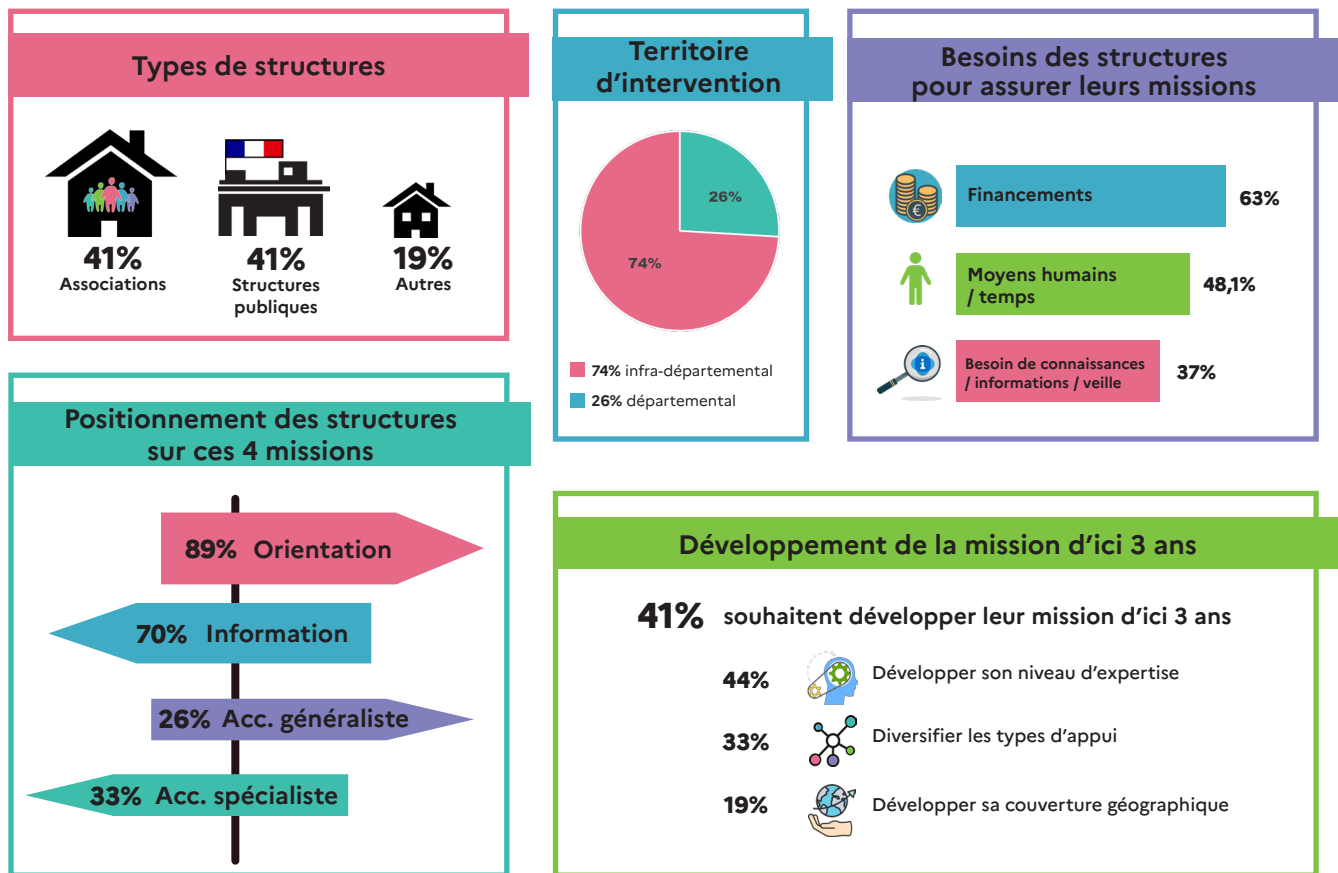 Types de structures
41%
Associations
41%
Structures
publiques
19%
Autres
Territoire
d'intervention
26%
74%
74% infra-départemental
26% départemental
Besoins des structures
pour assurer leurs missions
Financements
63%
Moyens humains
/ temps
48,1%
Besoin de connaissances
/ informations / veille
37%
Positionnement des structures
sur ces 4 missions
89% Orientation
70% Information
26% Acc. généraliste
33% Acc. spécialiste
Développement de la mission d'ici 3 ans
41% souhaitent développer leur mission d'ici 3 ans
44% Développer son niveau d'expertise
33% Diversifier les types d'appui
19% Développer sa couverture géographique